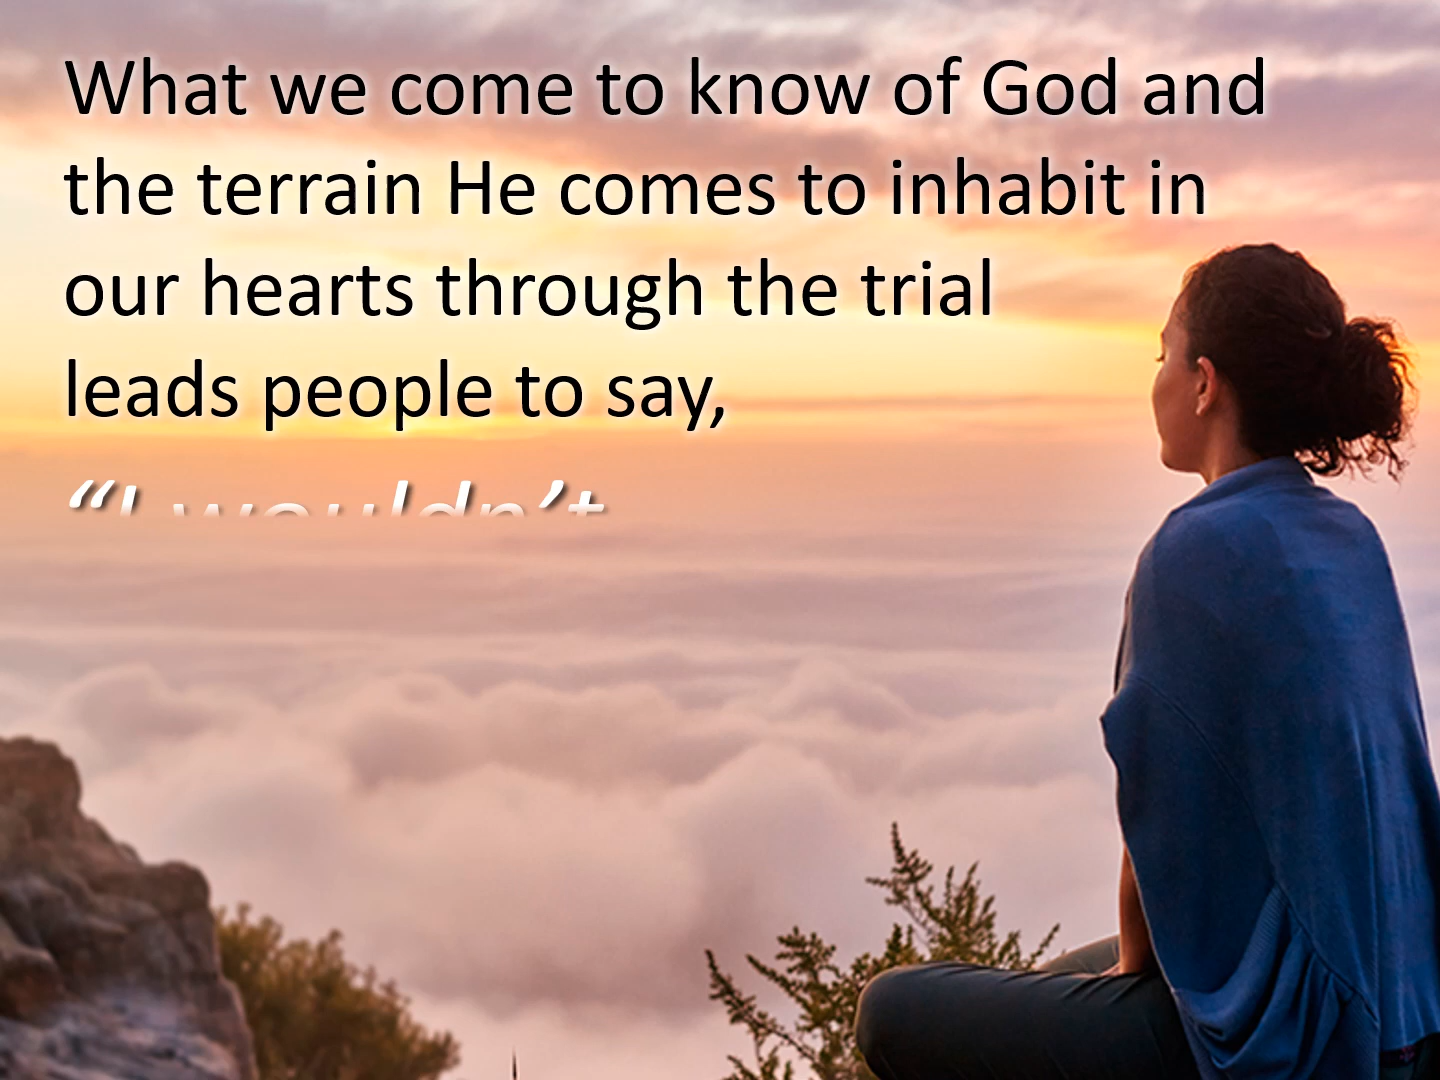 What we come to know of God and
the terrain He comes to inhabit in
our hearts through the trial
leads people to say,
“I wouldn’t